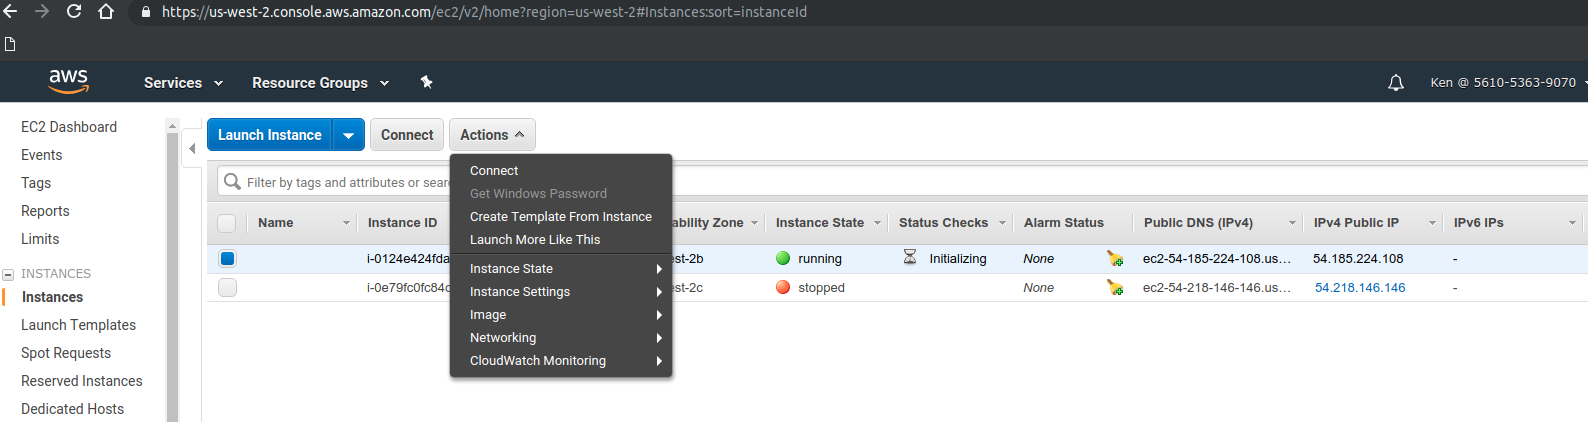 https://us-west-2.console.aws.amazon.com/ec2/v2/home?region=us-west-2#Instances:sort=instanceId
aws Services Resource Groups Ken @ 5610-5363-9070
EC2 Dashboard
Events
Tags
Reports
Limits
INSTANCES
Instances
Launch Templates
Spot Requests
Reserved Instances
Dedicated Hosts
Launch Instance Connect Actions
Connect
Get Windows Password
Create Template From Instance
Launch More Like This
Instance State
Instance Settings
Image
Networking
CloudWatch Monitoring
Filter by tags and attributes or sear
Name Instance ID ability Zone Instance State Status Checks Alarm Status Public DNS (IPv4) IPv4 Public IP IPv6 IPs
i-0124e424fda est-2b running Initializing None ec2-54-185-224-108.us... 54.185.224.108 -
i-0e79fc0fc84c est-2c stopped None ec2-54-218-146-146.us... 54.218.146.146 -